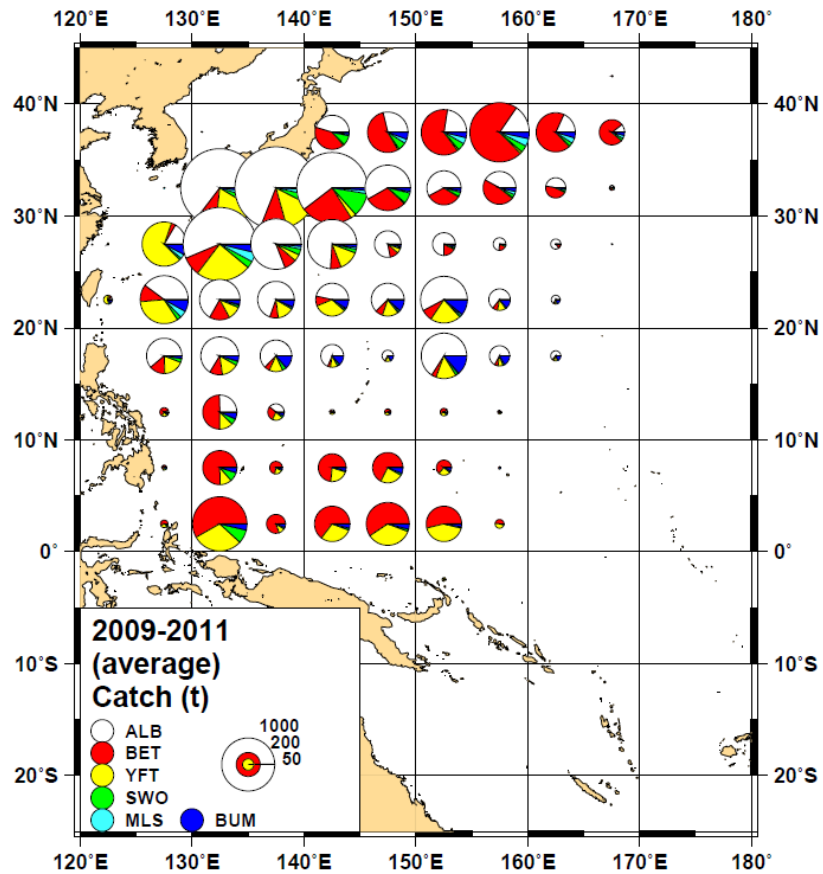 120˚E 130˚E 140˚E 150˚E 160˚E 170˚E 180˚
40˚N 40˚N
30˚N 30˚N
20˚N 20˚N
10˚N 10˚N
0˚ 0˚
2009-2011
(average)
10˚S 10˚S
Catch (t)
ALB 1000
BET 200
YFT 50
20˚S 20˚S
SWO
MLS BUM
120˚E 130˚E 140˚E 150˚E 160˚E 170˚E 180˚